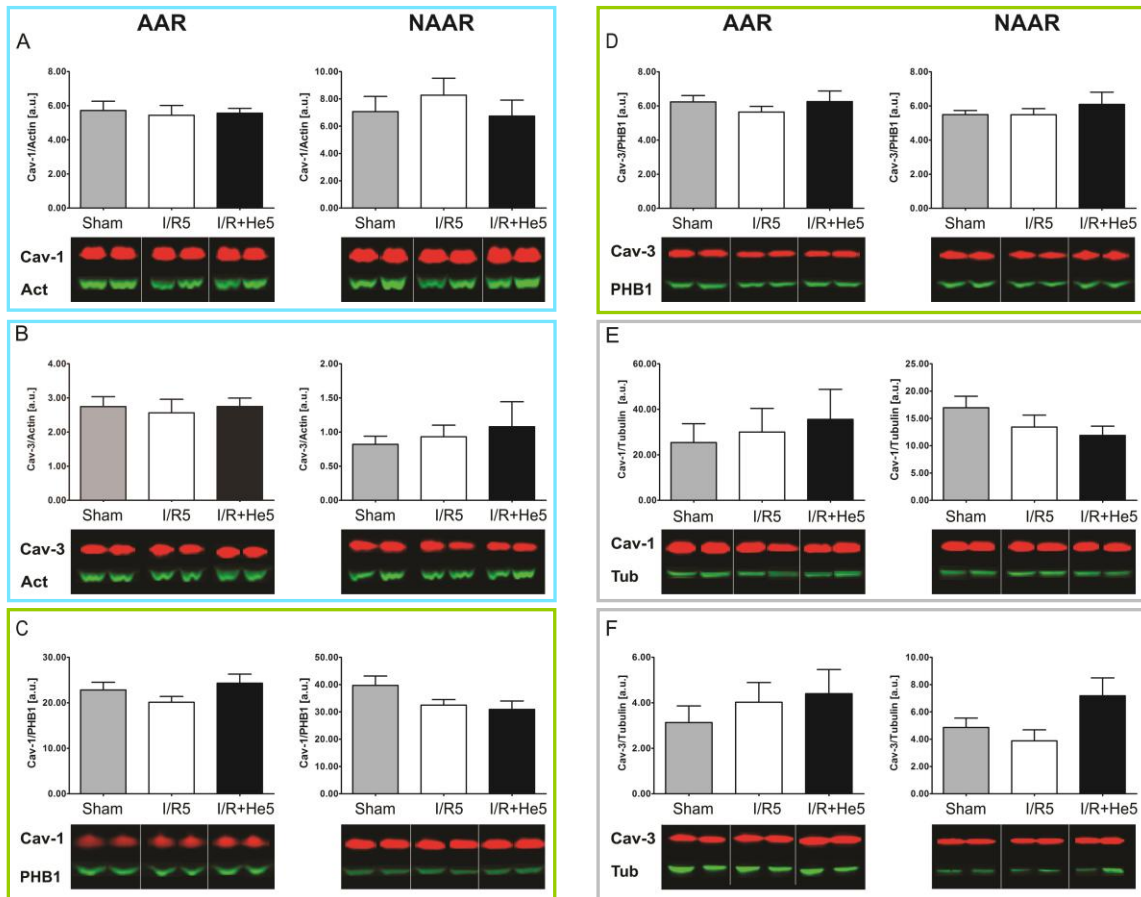 AAR NAAR
A
Cav-1/Actin [a.u.]
8.00
6.00
4.00
2.00
0.00
Sham I/R5 I/R+He5
Cav-1/Actin [a.u.]
10.00
8.00
6.00
4.00
2.00
0.00
Sham I/R5 I/R+He5
Cav-1
Act
B
Cav-3/Actin [a.u.]
4.00
3.00
2.00
1.00
0.00
Sham I/R5 I/R+He5
Cav-3/Actin [a.u.]
2.00
1.50
1.00
0.50
0.00
Sham I/R5 I/R+He5
Cav-3
Act
C
Cav-1/PHB1 [a.u.]
30.00
20.00
10.00
0.00
Sham I/R5 I/R+He5
Cav-1/PHB1 [a.u.]
50.00
40.00
30.00
20.00
10.00
0.00
Sham I/R5 I/R+He5
Cav-1
PHB1
AAR NAAR
D
Cav-3/PHB1 [a.u.]
8.00
6.00
4.00
2.00
0.00
Sham I/R5 I/R+He5
Cav-3/PHB1 [a.u.]
8.00
6.00
4.00
2.00
0.00
Sham I/R5 I/R+He5
Cav-3
PHB1
E
Cav-1/Tubulin [a.u.]
60.00
40.00
20.00
0.00
Sham I/R5 I/R+He5
Cav-1/Tubulin [a.u.]
25.00
20.00
15.00
10.00
5.00
0.00
Sham I/R5 I/R+He5
Cav-1
Tub
F
Cav-3/Tubulin [a.u.]
6.00
4.00
2.00
0.00
Sham I/R5 I/R+He5
Cav-3/Tubulin [a.u.]
10.00
8.00
6.00
4.00
2.00
0.00
Sham I/R5 I/R+He5
Cav-3
Tub